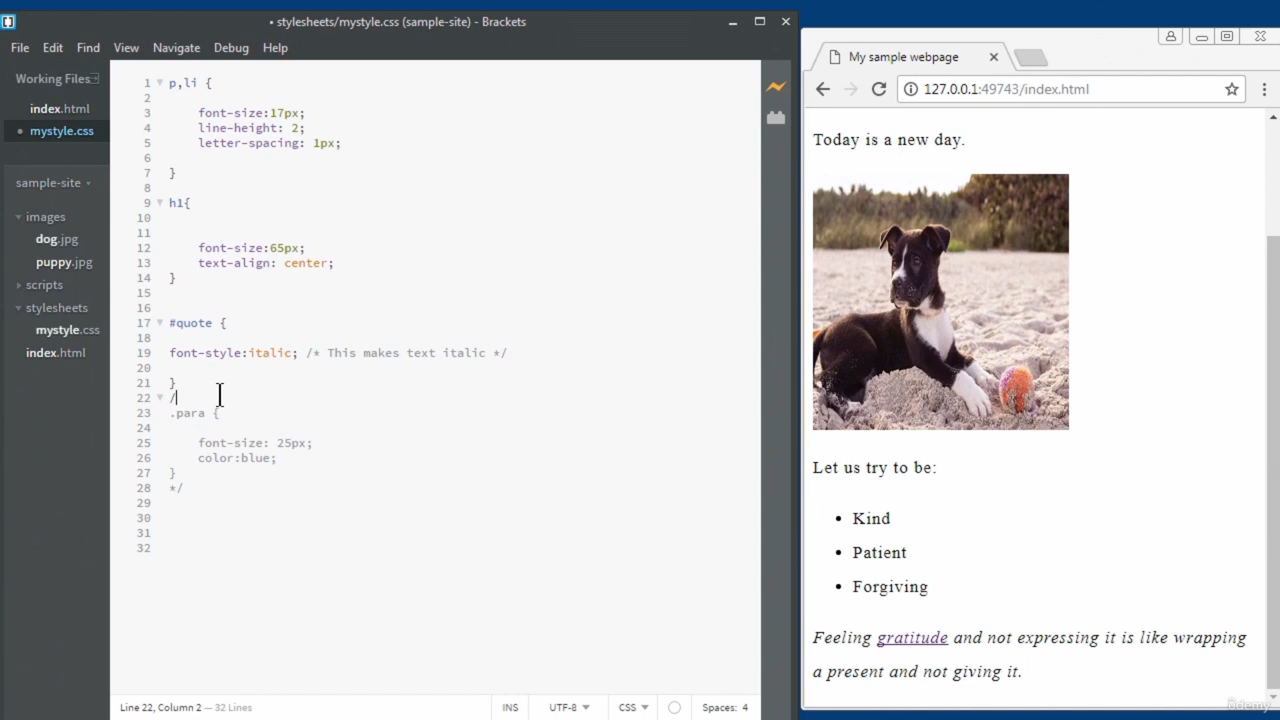 • stylesheets/mystyle.css (sample-site) - Brackets
File Edit Find View Navigate Debug Help
Working Files
index.html
• mystyle.css
sample-site
images
dog.jpg
puppy.jpg
scripts
stylesheets
mystyle.css
index.html
1 p,li {
2
3 font-size:17px;
4 line-height: 2;
5 letter-spacing: 1px;
6
7 }
8
9 h1{
10
11
12 font-size:65px;
13 text-align: center;
14 }
15
16
17 #quote {
18
19 font-style:italic; /* This makes text italic */
20
21 }
22 /
23 .para {
24
25 font-size: 25px;
26 color:blue;
27 }
28 */
29
30
31
32
Line 22, Column 2 — 32 Lines
INS UTF-8 CSS Spaces: 4
My sample webpage
127.0.0.1:49743/index.html
Today is a new day.
Let us try to be:
• Kind
• Patient
• Forgiving
Feeling gratitude and not expressing it is like wrapping
a present and not giving it.
ûdemy